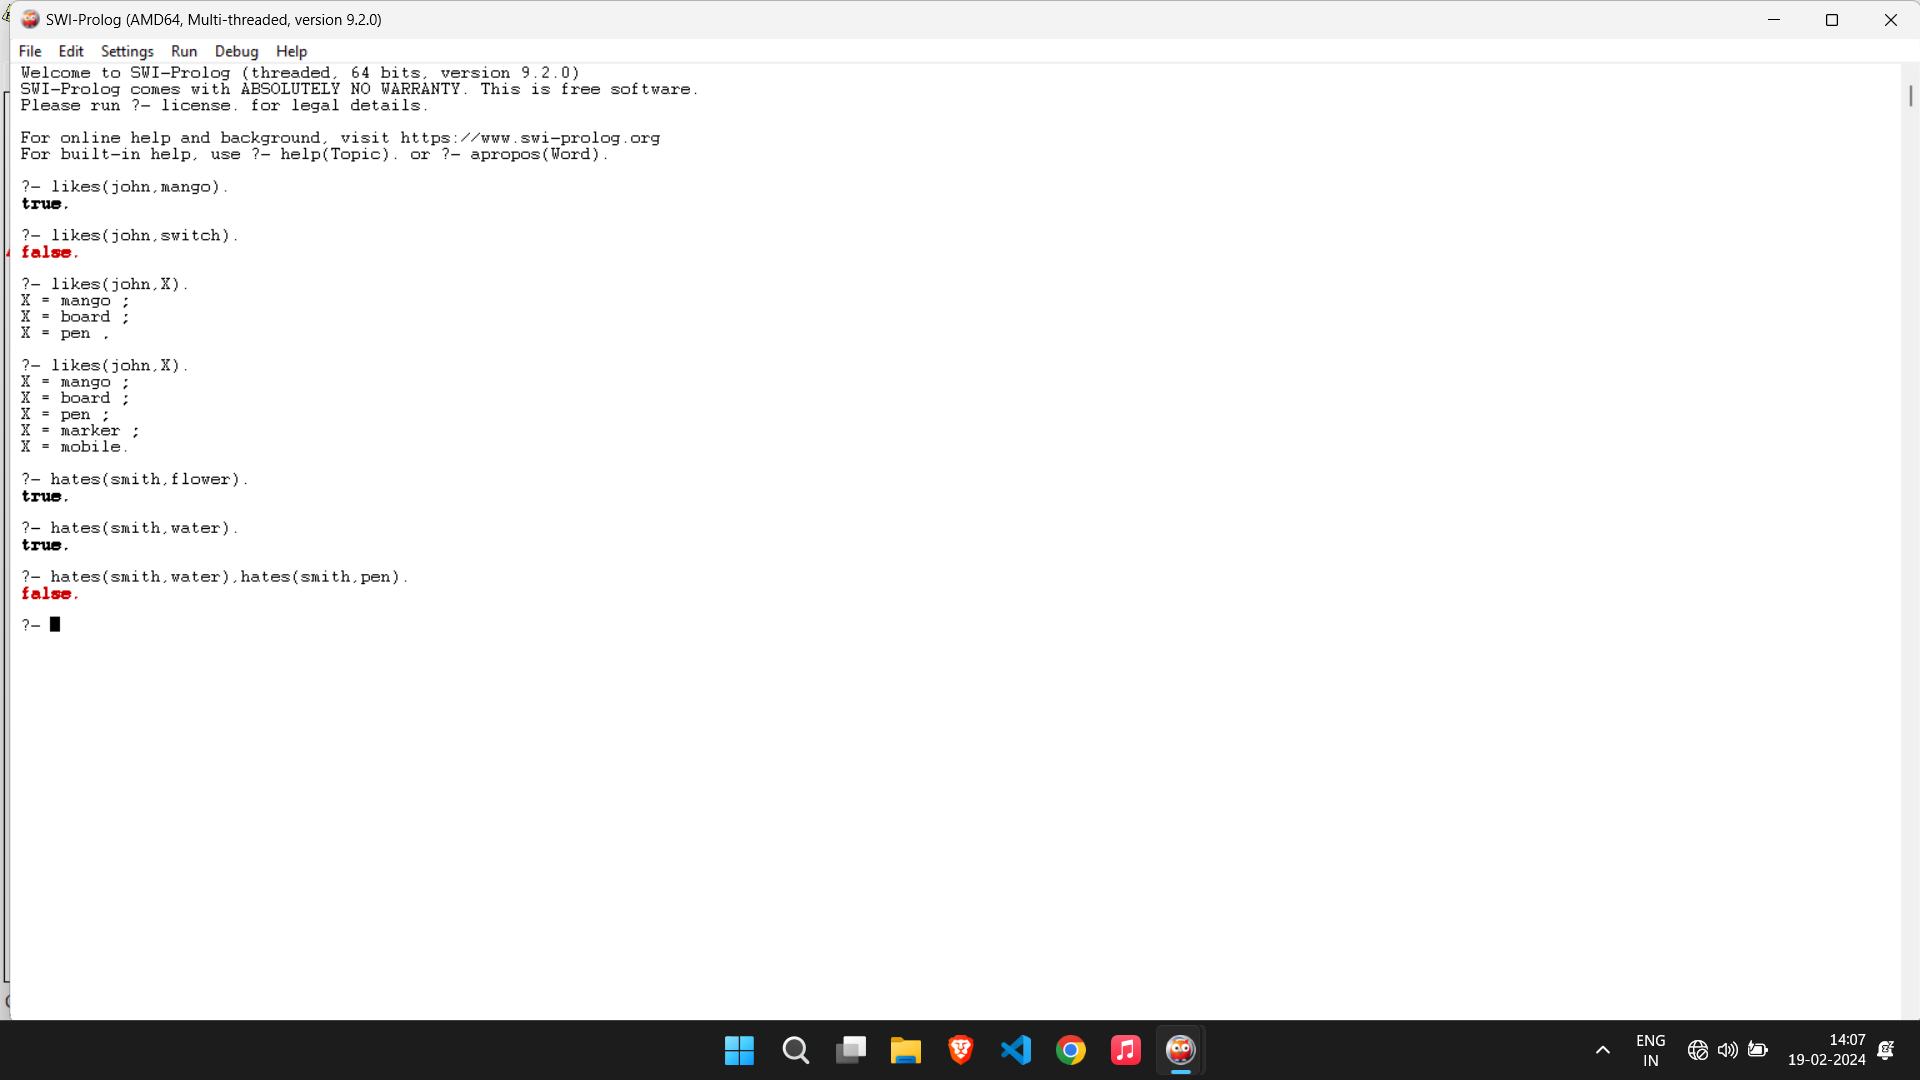 SWI-Prolog (AMD64, Multi-threaded, version 9.2.0)
File Edit Settings Run Debug Help
Welcome to SWI-Prolog (threaded, 64 bits, version 9.2.0)
SWI-Prolog comes with ABSOLUTELY NO WARRANTY. This is free software.
Please run ?- license. for legal details.
For online help and background, visit https://www.swi-prolog.org
For built-in help, use ?- help(Topic). or ?- apropos(Word).
?- likes(john,mango).
true.
?- likes(john,switch).
false.
?- likes(john,X).
X = mango ;
X = board ;
X = pen .
?- likes(john,X).
X = mango ;
X = board ;
X = pen ;
X = marker ;
X = mobile.
?- hates(smith,flower).
true.
?- hates(smith,water).
true.
?- hates(smith,water),hates(smith,pen).
false.
?-
ENG
IN
14:07
19-02-2024